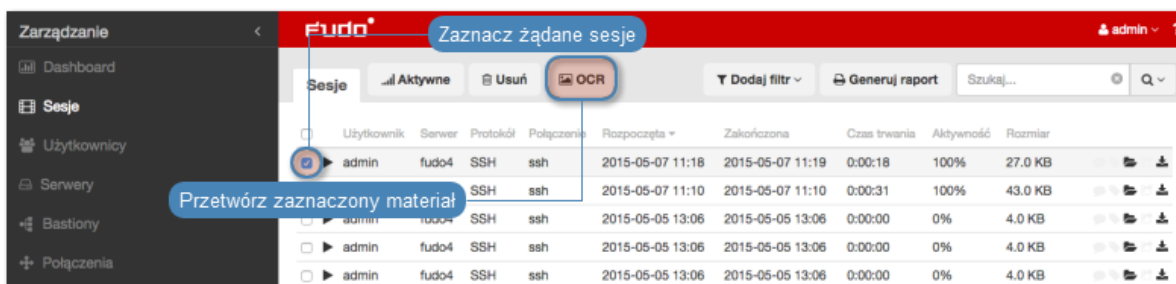 Zarządzanie
Fudo
Zaznacz żądane sesje
admin
Dashboard
Sesje
Aktywne
Usuń
OCR
Dodaj filtr
Generuj raport
Szukaj...
Sesje
Użytkownik Serwer Protokół Połączenie Rozpoczęta Zakończona Czas trwania Aktywność Rozmiar
Użytkownicy
admin fudo4 SSH ssh 2015-05-07 11:18 2015-05-07 11:19 0:00:18 100% 27.0 KB
Serwery
Przetwórz zaznaczony materiał
SSH ssh 2015-05-07 11:10 2015-05-07 11:10 0:00:31 100% 43.0 KB
Bastiony
admin fudo4 SSH ssh 2015-05-05 13:06 2015-05-05 13:06 0:00:00 0% 4.0 KB
admin fudo4 SSH ssh 2015-05-05 13:06 2015-05-05 13:06 0:00:00 0% 4.0 KB
Połączenia
admin fudo4 SSH ssh 2015-05-05 13:06 2015-05-05 13:06 0:00:00 0% 4.0 KB